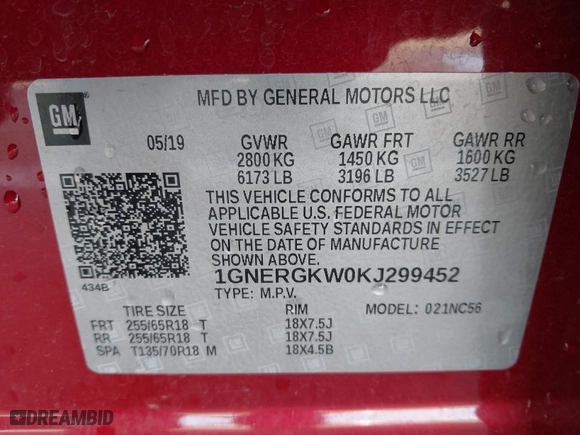 GM
MFD BY GENERAL MOTORS LLC
05/19 GVWR GAWR FRT GAWR RR
2800 KG 1450 KG 1600 KG
6173 LB 3196 LB 3527 LB
THIS VEHICLE CONFORMS TO ALL
APPLICABLE U.S. FEDERAL MOTOR
VEHICLE SAFETY STANDARDS IN EFFECT
ON THE DATE OF MANUFACTURE
SHOWN ABOVE.
434B
1GNERGKW0KJ299452
TYPE: M.P.V. MODEL: 021NC56
TIRE SIZE RIM
FRT 255/65R18 T 18X7.5J
RR 255/65R18 T 18X7.5J
SPA T135/70R18 M 18X4.5B
DREAMBID